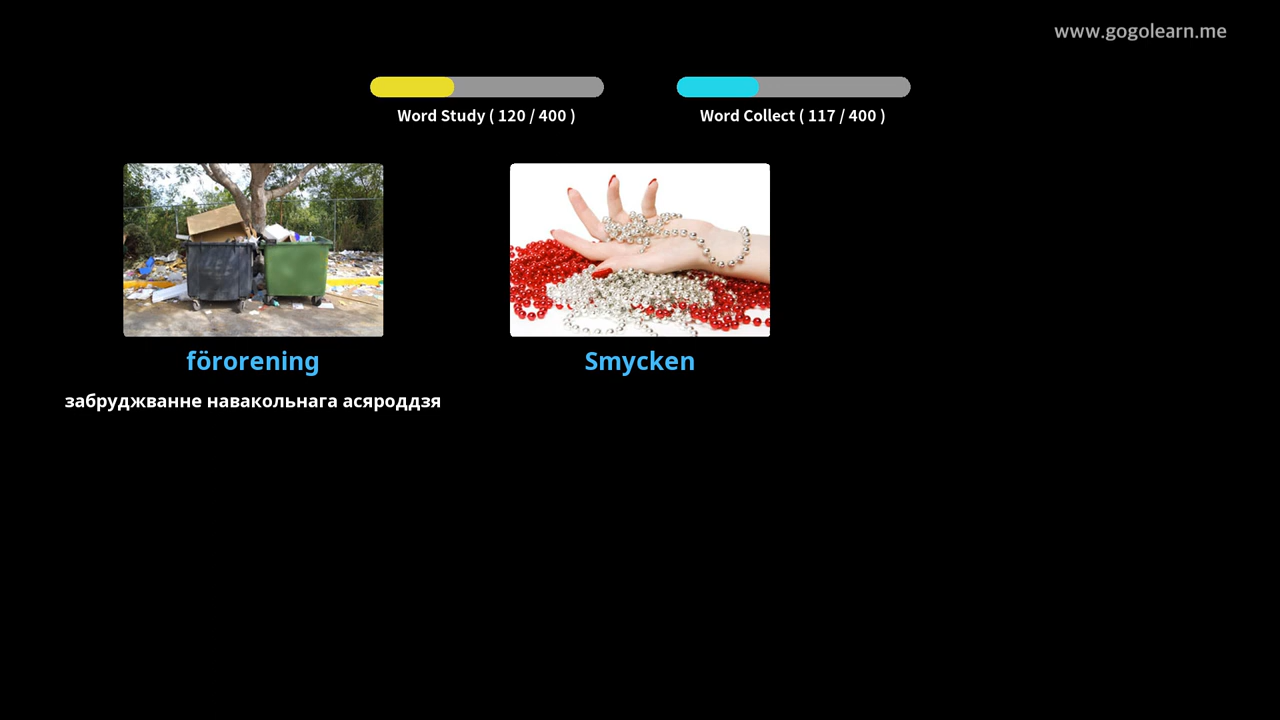 www.gogolearn.me
Word Study ( 120 / 400 )
Word Collect ( 117 / 400 )
förorening
Smycken
забруджванне навакольнага асяроддзя